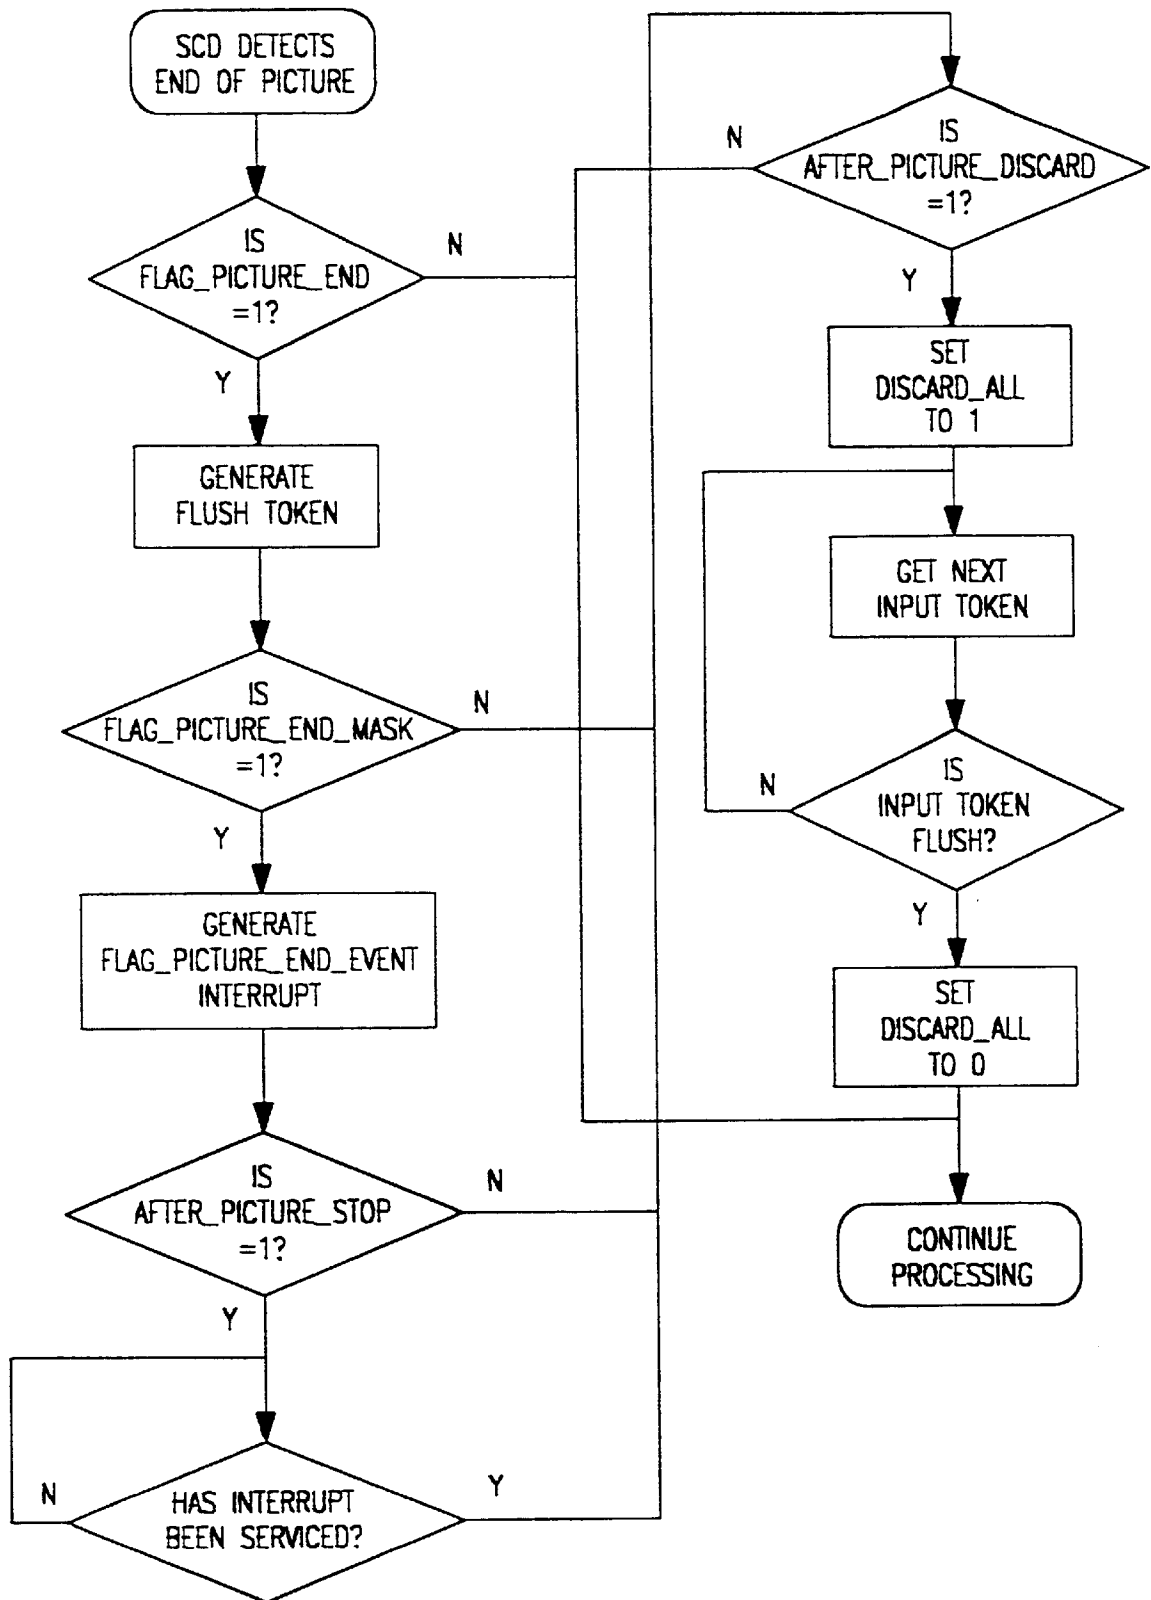 SCD DETECTS
END OF PICTURE
IS
FLAG_PICTURE_END
=1?
N
Y
GENERATE
FLUSH TOKEN
IS
FLAG_PICTURE_END_MASK
=1?
N
Y
GENERATE
FLAG_PICTURE_END_EVENT
INTERRUPT
IS
AFTER_PICTURE_STOP
=1?
N
Y
HAS INTERRUPT
BEEN SERVICED?
N
Y
IS
AFTER_PICTURE_DISCARD
=1?
N
Y
SET
DISCARD_ALL
TO 1
GET NEXT
INPUT TOKEN
IS
INPUT TOKEN
FLUSH?
N
Y
SET
DISCARD_ALL
TO 0
CONTINUE
PROCESSING